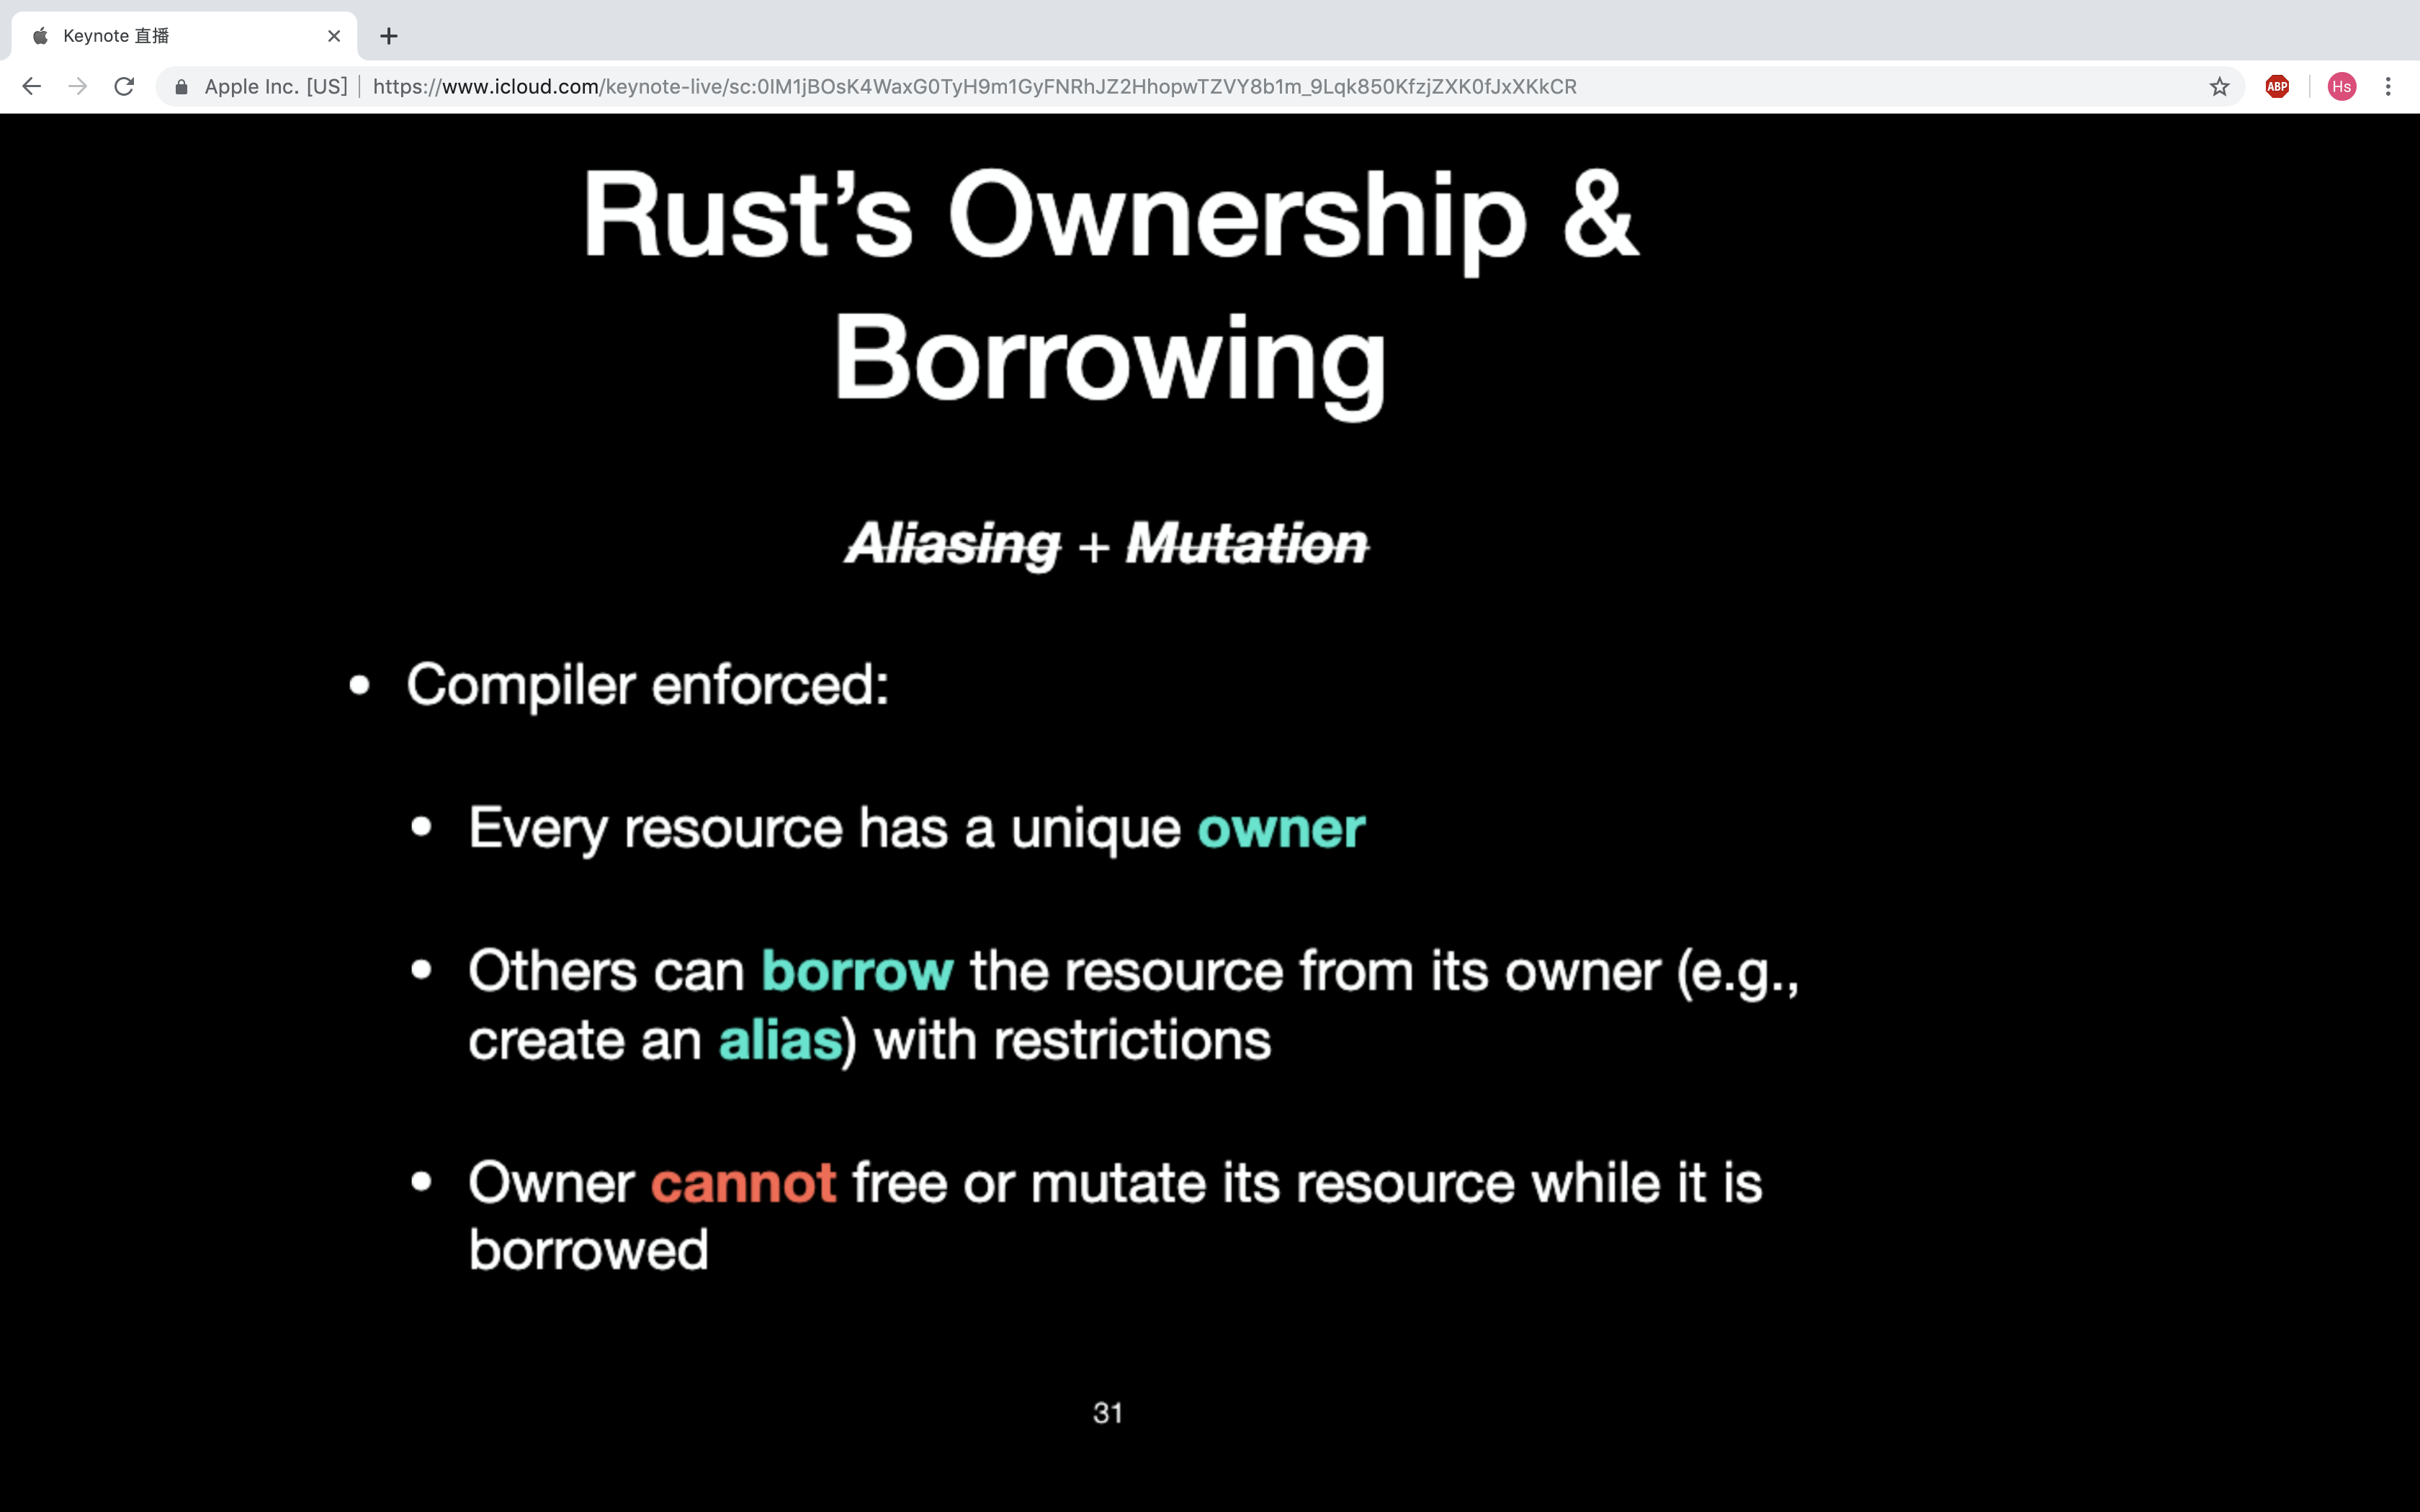 Keynote 直播
Apple Inc. [US] https://www.icloud.com/keynote-live/sc:0IM1jBOsK4WaxG0TyH9m1GyFNRhJZ2HhopwTZVY8b1m_9Lqk850KfzjZXK0fJxXKkCR
ABP
Hs
Rust’s Ownership &
Borrowing
Aliasing + Mutation
• Compiler enforced:
• Every resource has a unique owner
• Others can borrow the resource from its owner (e.g.,
create an alias) with restrictions
• Owner cannot free or mutate its resource while it is
borrowed
31